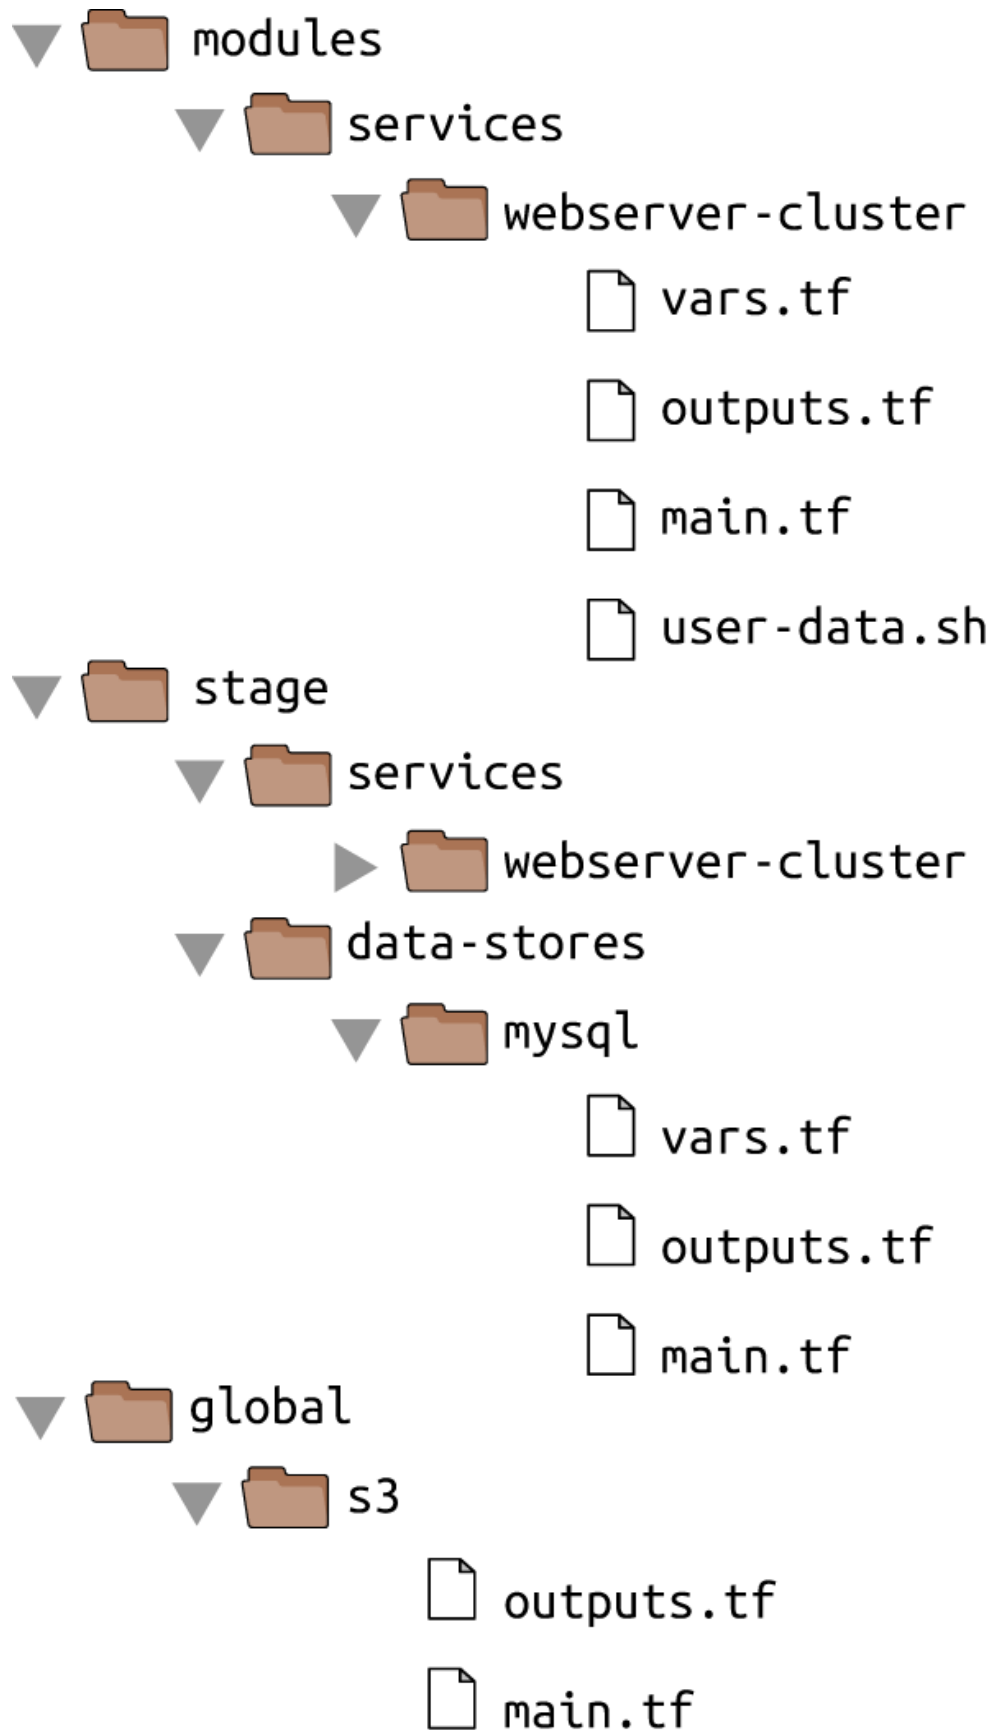 modules
services
webserver-cluster
vars.tf
outputs.tf
main.tf
user-data.sh
stage
services
webserver-cluster
data-stores
mysql
vars.tf
outputs.tf
main.tf
global
s3
outputs.tf
main.tf